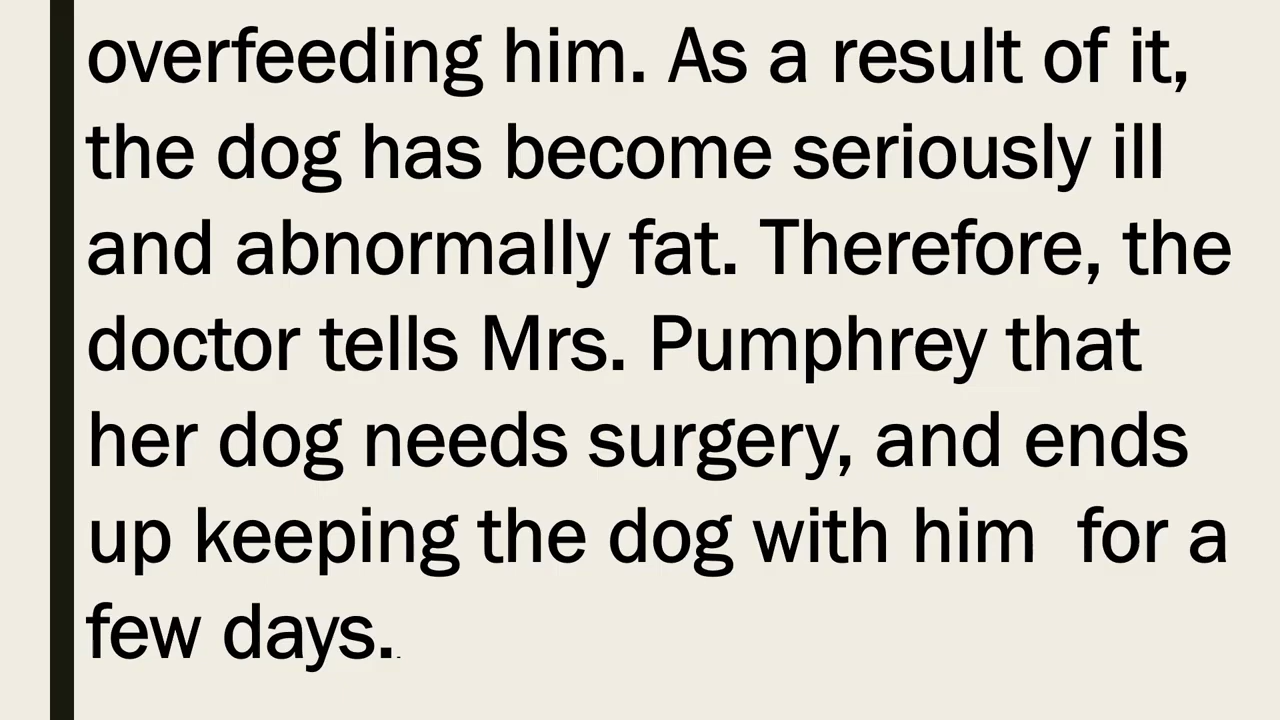 overfeeding him. As a result of it,
the dog has become seriously ill
and abnormally fat. Therefore, the
doctor tells Mrs. Pumphrey that
her dog needs surgery, and ends
up keeping the dog with him  for a
few days..